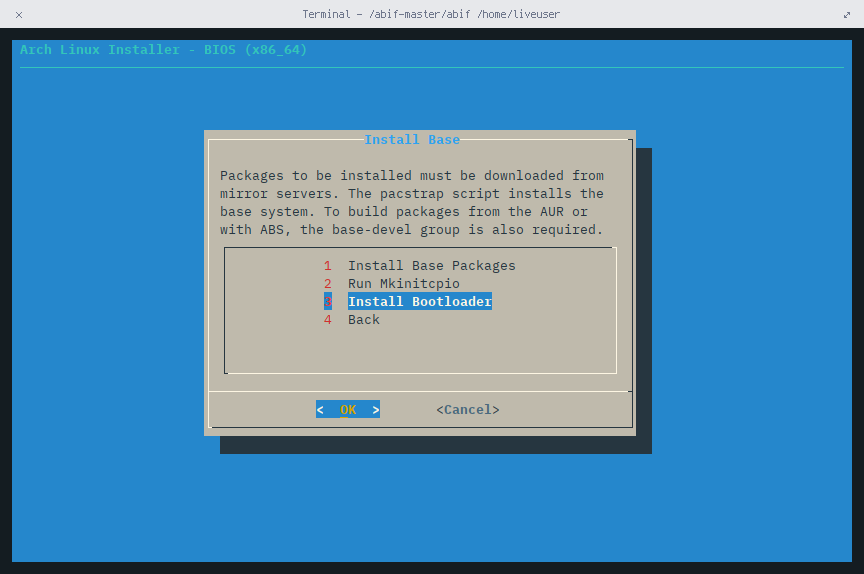 Terminal - /abif-master/abif /home/liveuser
Arch Linux Installer - BIOS (x86_64)
Install Base
Packages to be installed must be downloaded from
mirror servers. The pacstrap script installs the
base system. To build packages from the AUR or
with ABS, the base-devel group is also required.
1 Install Base Packages
2 Run Mkinitcpio
3 Install Bootloader
4 Back
< OK > <Cancel>